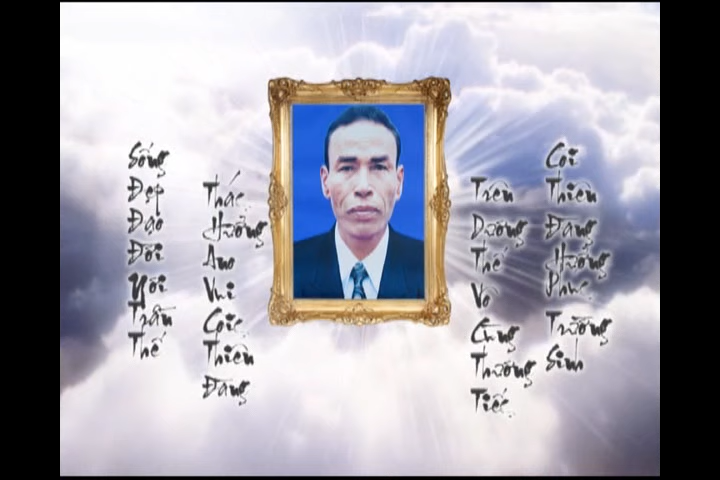 Sống Đẹp Đạo Đời Nơi Trần Thế
Thác Hưởng An Vui Cõi Thiên Đàng
Trên Dương Thế Vô Cùng Thương Tiếc
Cõi Thiên Đàng Hưởng Phúc Trường Sinh